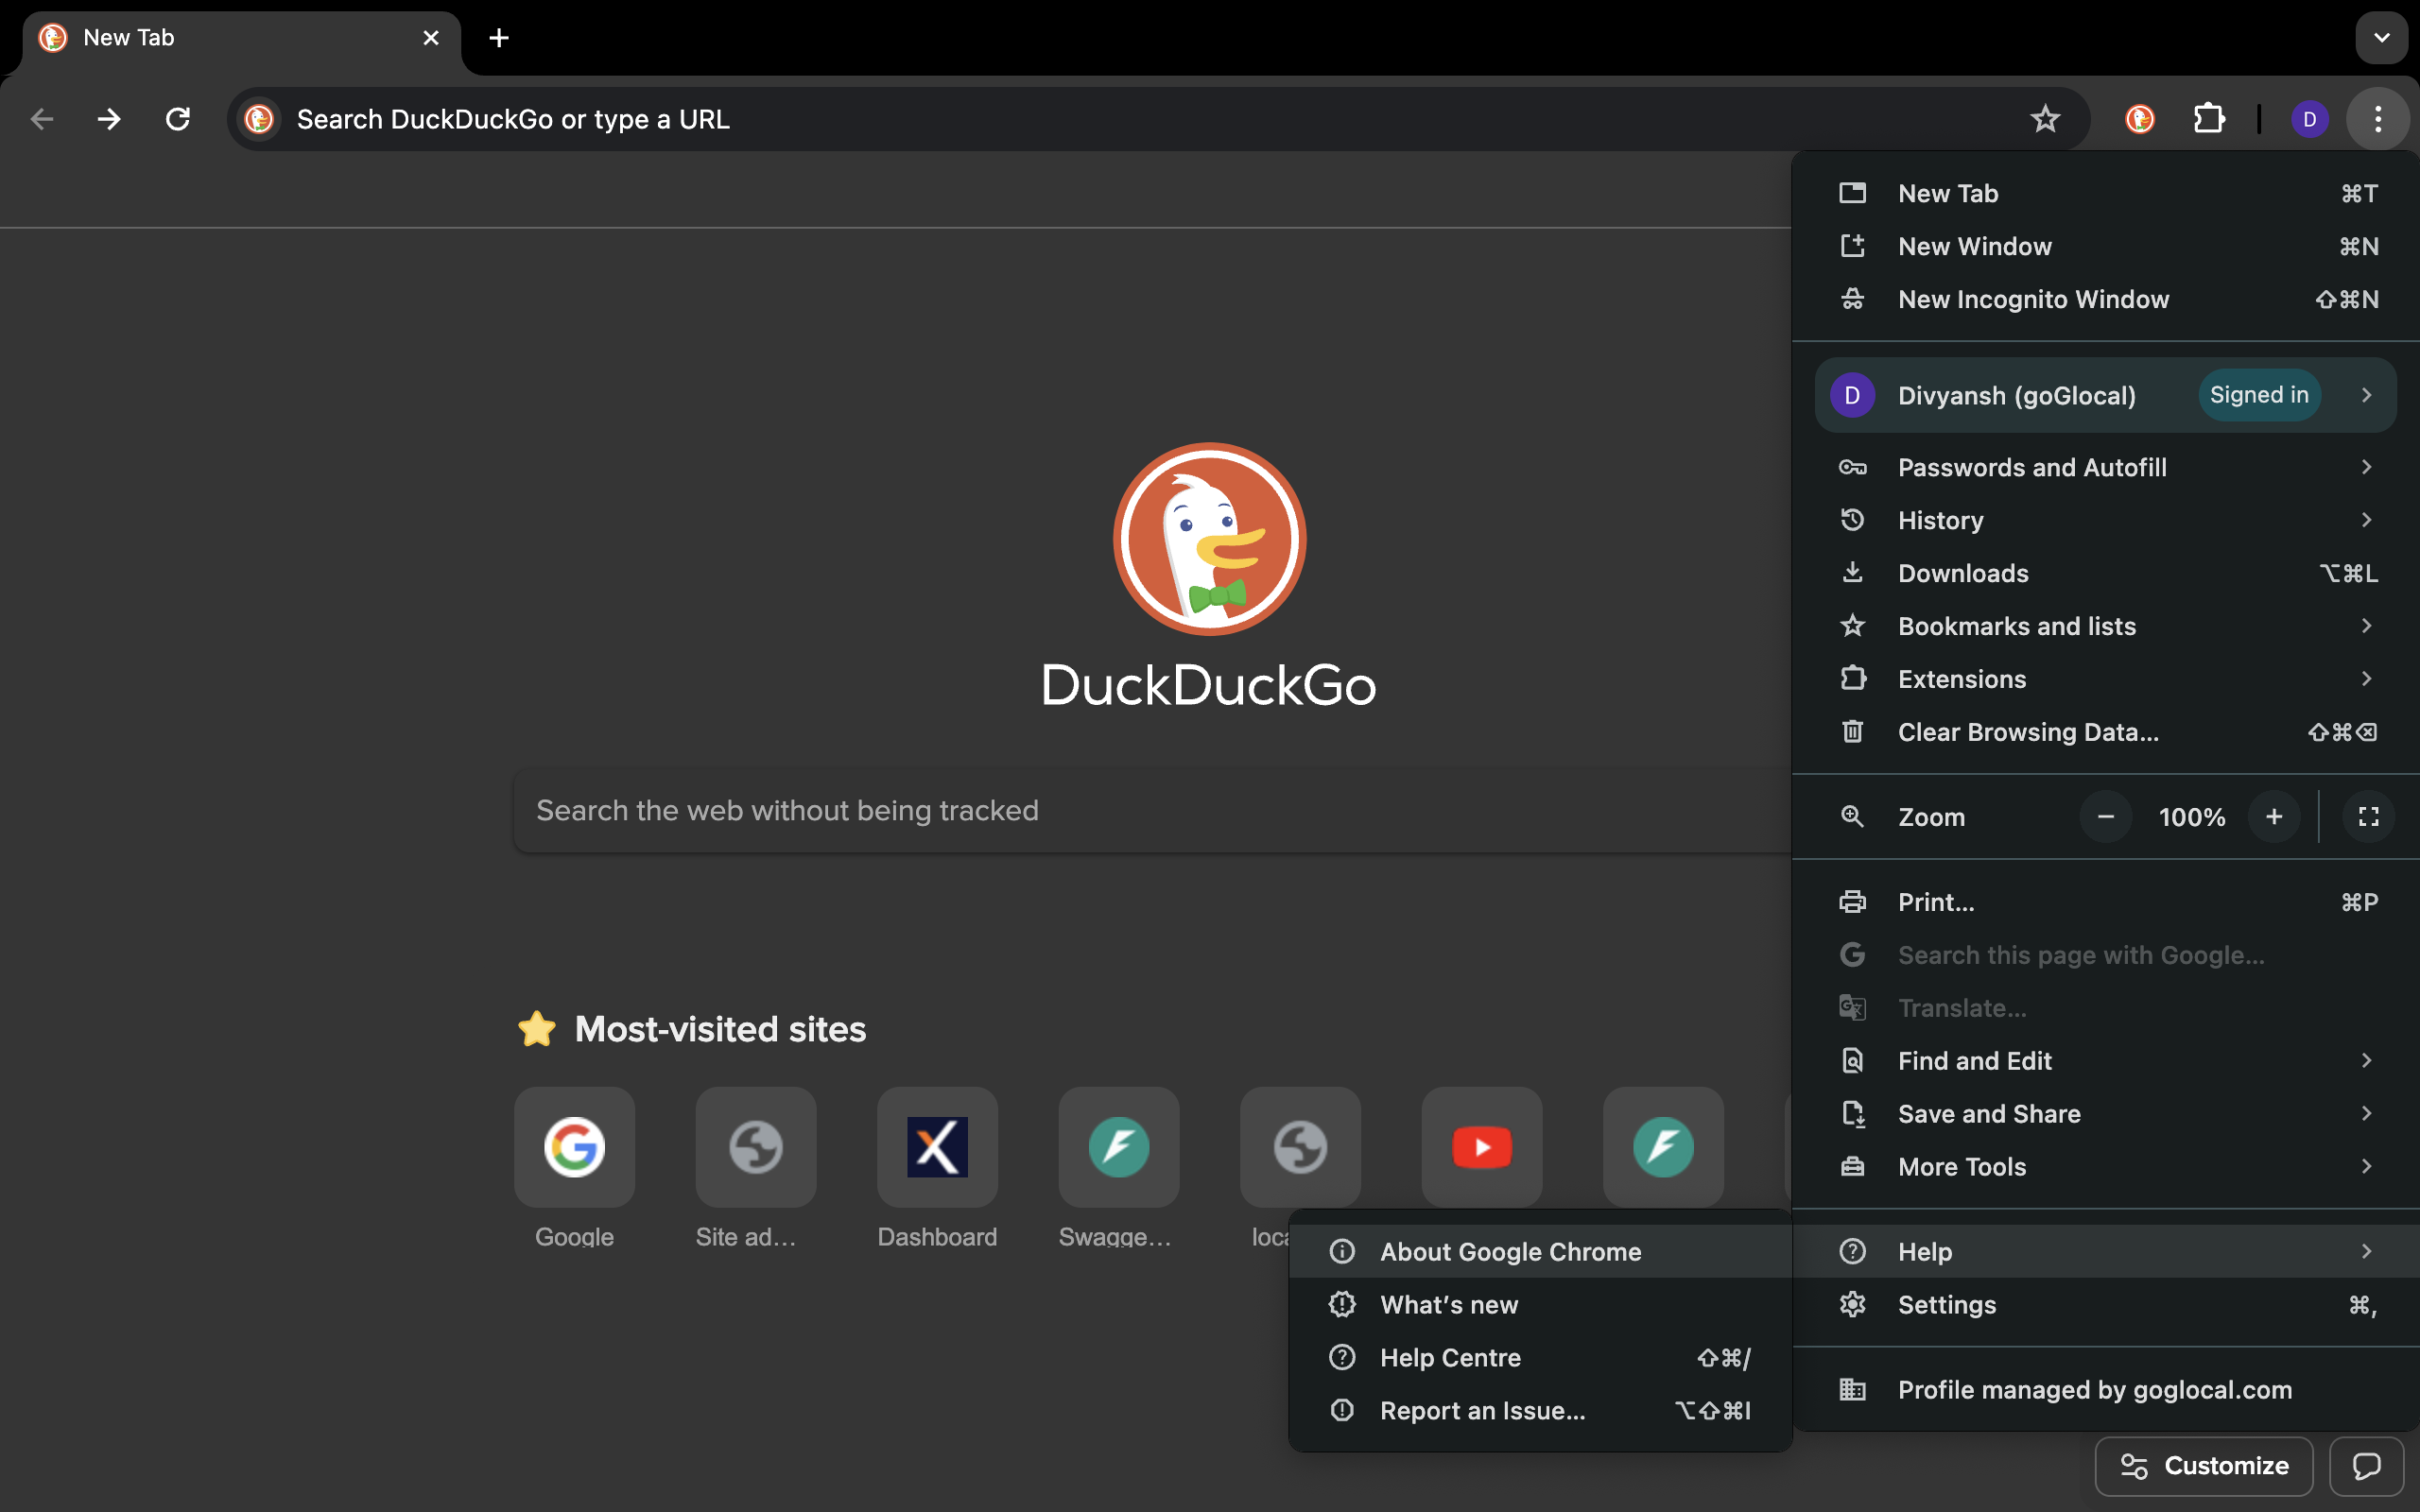 New Tab
Search DuckDuckGo or type a URL
D
New Tab ⌘T
New Window ⌘N
New Incognito Window ⇧⌘N
D Divyansh (goGlocal) Signed in
Passwords and Autofill
History
Downloads ⌥⌘L
Bookmarks and lists
Extensions
Clear Browsing Data... ⇧⌘⌫
Zoom − 100% +
Print... ⌘P
Search this page with Google...
Translate...
Find and Edit
Save and Share
More Tools
Help
Settings ⌘,
Profile managed by goglocal.com
DuckDuckGo
Search the web without being tracked
Most-visited sites
Google Site ad... Dashboard Swagge...
About Google Chrome
What's new
Help Centre ⇧⌘/
Report an Issue... ⌥⇧⌘I
Customize